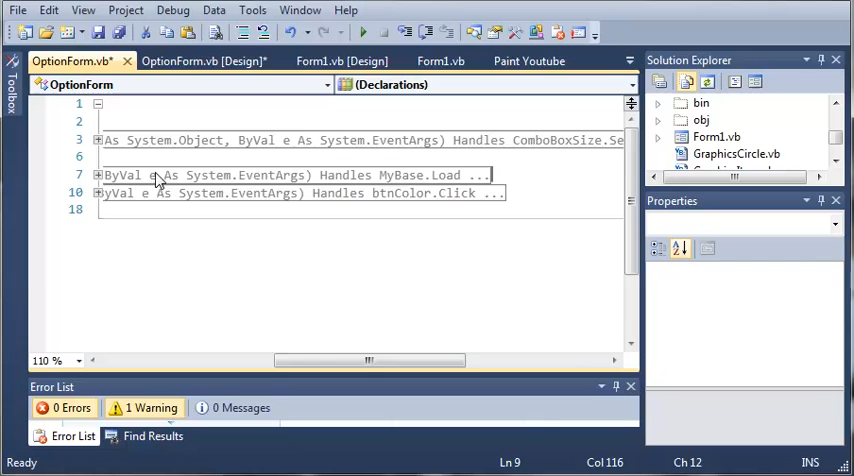 File Edit View Project Debug Data Tools Window Help
OptionForm.vb* OptionForm.vb [Design]* Form1.vb [Design] Form1.vb Paint Youtube
Toolbox
OptionForm (Declarations)
1
2
3 As System.Object, ByVal e As System.EventArgs) Handles ComboBoxSize.Se
6
7 ByVal e As System.EventArgs) Handles MyBase.Load ...
10 yVal e As System.EventArgs) Handles btnColor.Click ...
18
110 %
Solution Explorer
bin
obj
Form1.vb
GraphicsCircle.vb
Properties
Error List
0 Errors 1 Warning 0 Messages
Error List Find Results
Ready Ln 9 Col 116 Ch 12 INS